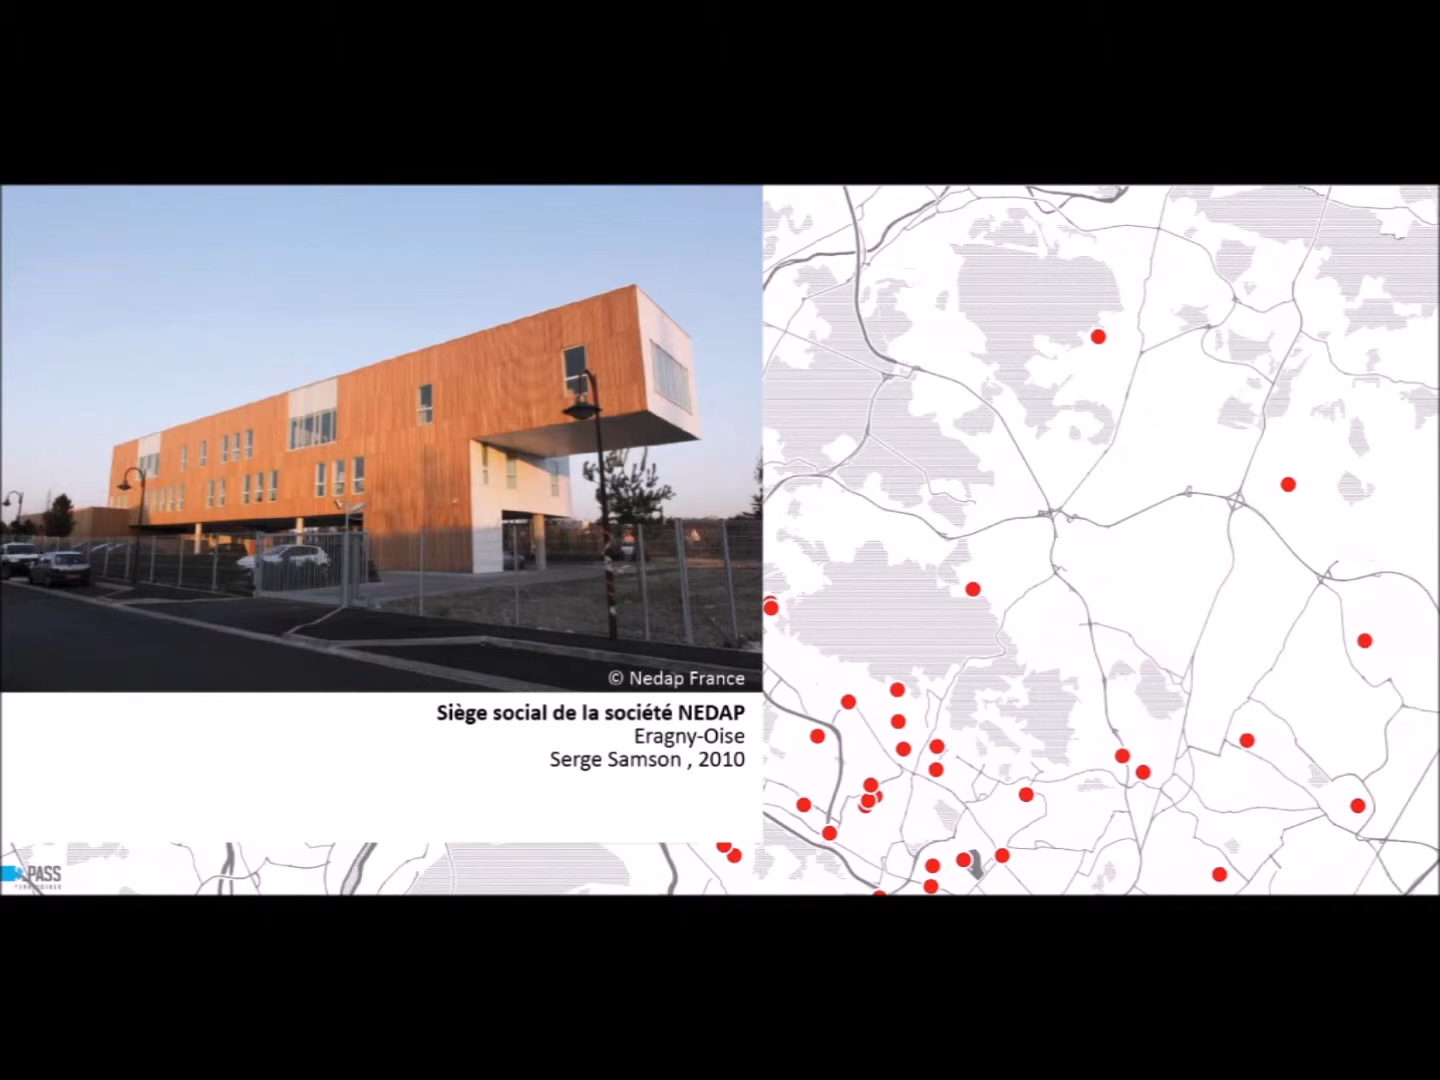 © Nedap France
Siège social de la société NEDAP
Eragny-Oise
Serge Samson , 2010
PASS